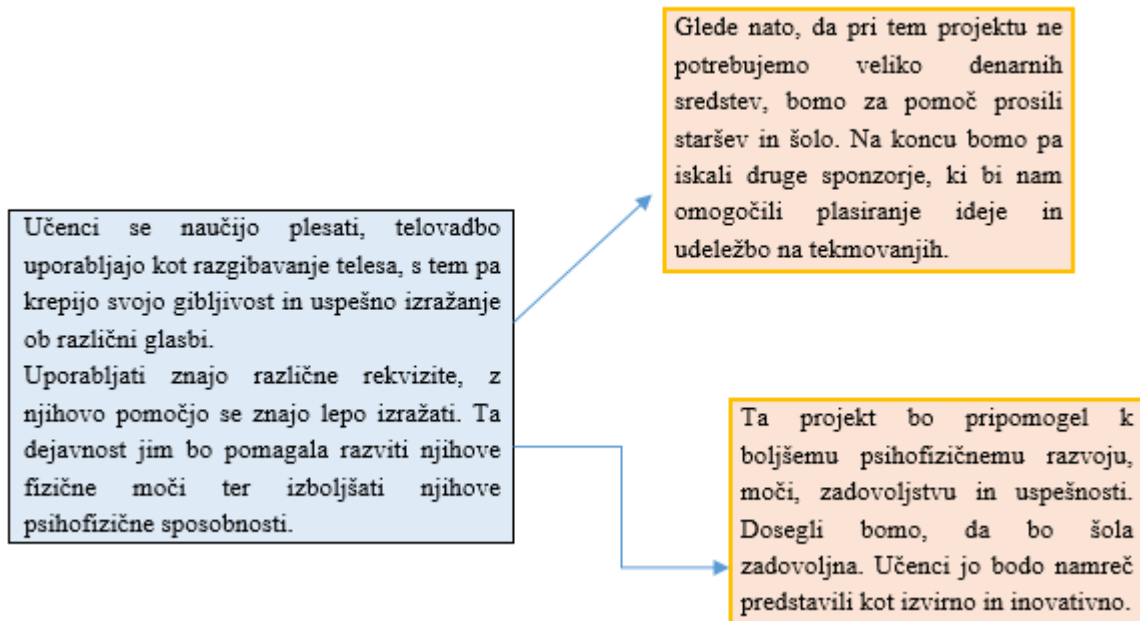 Glede nato, da pri tem projektu ne
potrebujemo veliko denarnih
sredstev, bomo za pomoč prosili
staršev in šolo. Na koncu bomo pa
iskali druge sponzorje, ki bi nam
omogočili plasiranje ideje in
udeležbo na tekmovanjih.
Učenci se naučijo plesati, telovadbo
uporabljajo kot razgibavanje telesa, s tem pa
krepijo svojo gibljivost in uspešno izražanje
ob različni glasbi.
Uporabljati znajo različne rekvizite, z
njihovo pomočjo se znajo lepo izražati. Ta
dejavnost jim bo pomagala razviti njihove
fizične moči ter izboljšati njihove
psihofizične sposobnosti.
Ta projekt bo pripomogel k
boljšemu psihofizičnemu razvoju,
moči, zadovoljstvu in uspešnosti.
Dosegli bomo, da bo šola
zadovoljna. Učenci jo bodo namreč
predstavili kot izvirno in inovativno.